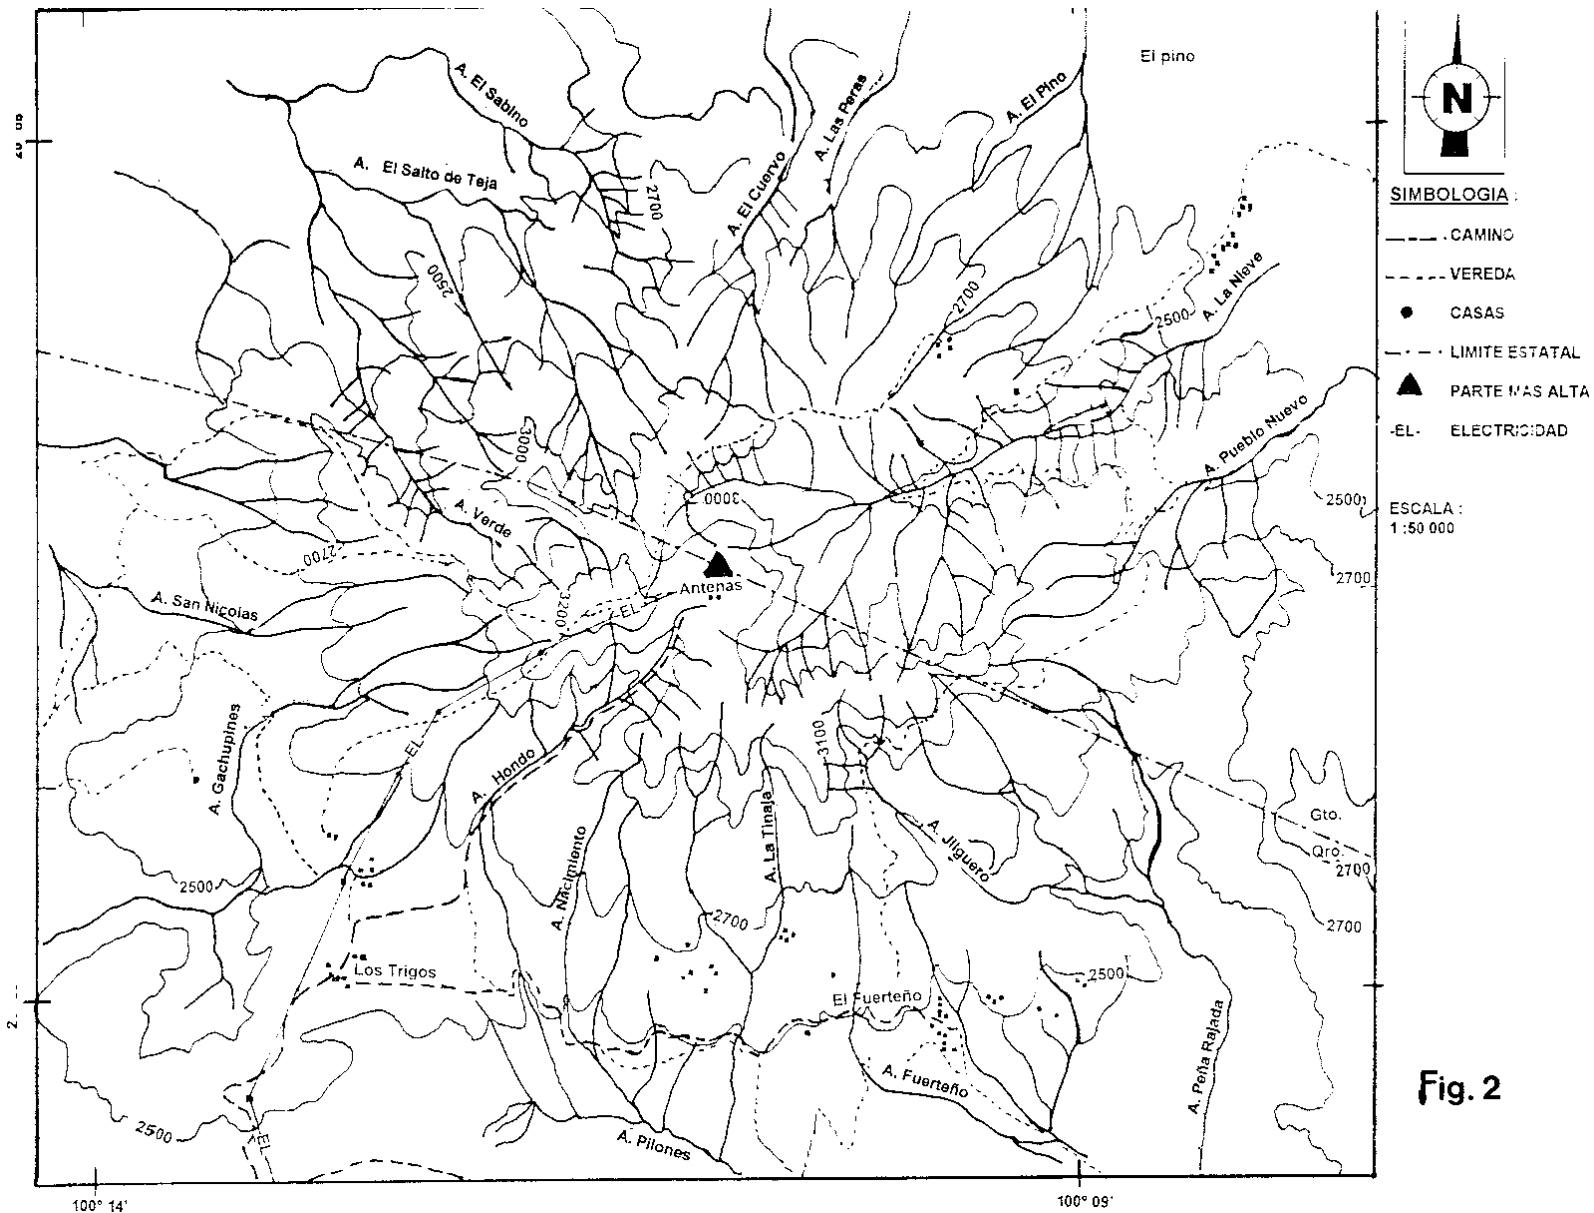 El pino
N
A. El Sabino
A. El Salto de Teja
2700
A. El Cuervo
A. Las Peras
A. El Pino
2500
2700
2500
A. La Nieve
A. Pueblo Nuevo
3000
3000
A. Verde
2700
2500
2700
A. San Nicolas
3200
-EL-
Antenas
A. Gachupines
EL
A. Hondo
3100
A. La Tinaja
A. Nacimiento
A. Jilguero
Gto.
Qro.
2700
2500
2700
2700
2500
Los Trigos
El Fuerteño
A. Fuerteño
A. Peña Rajada
2500
EL
A. Pilones
100° 14'
100° 09'
SIMBOLOGIA :
CAMINO
VEREDA
CASAS
LIMITE ESTATAL
PARTE MAS ALTA
-EL- ELECTRICIDAD
ESCALA :
1 :50 000
Fig. 2